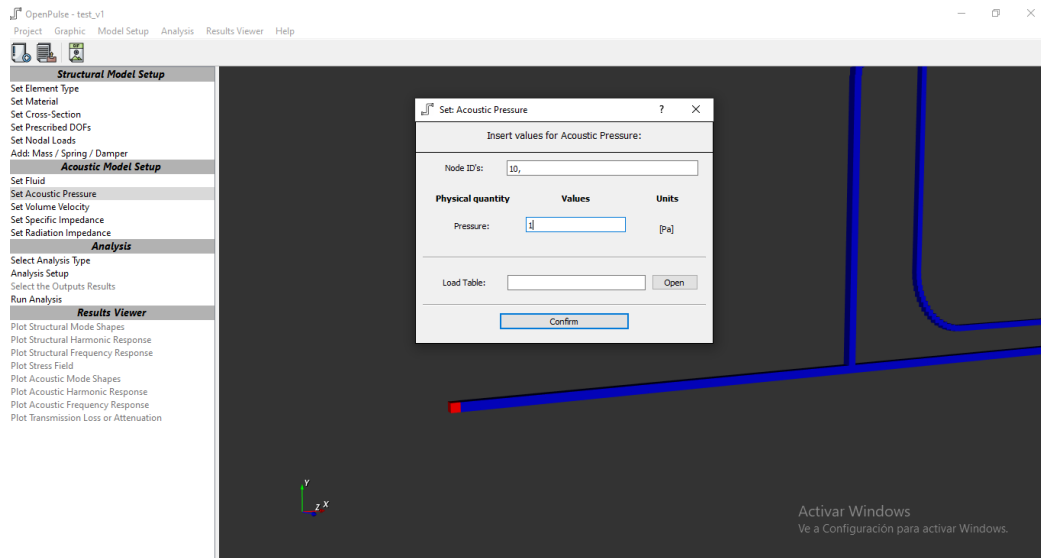 OpenPulse - test_v1
Project Graphic Model Setup Analysis Results Viewer Help
Structural Model Setup
Set Element Type
Set Material
Set Cross-Section
Set Prescribed DOFs
Set Nodal Loads
Add: Mass / Spring / Damper
Acoustic Model Setup
Set Fluid
Set Acoustic Pressure
Set Volume Velocity
Set Specific Impedance
Set Radiation Impedance
Analysis
Select Analysis Type
Analysis Setup
Select the Outputs Results
Run Analysis
Results Viewer
Plot Structural Mode Shapes
Plot Structural Harmonic Response
Plot Structural Frequency Response
Plot Stress Field
Plot Acoustic Mode Shapes
Plot Acoustic Harmonic Response
Plot Acoustic Frequency Response
Plot Transmission Loss or Attenuation
Set: Acoustic Pressure ?
Insert values for Acoustic Pressure:
Node ID's: 10,
Physical quantity Values Units
Pressure: 1 [Pa]
Load Table: Open
Confirm
Y
Z X
Activar Windows
Ve a Configuración para activar Windows.